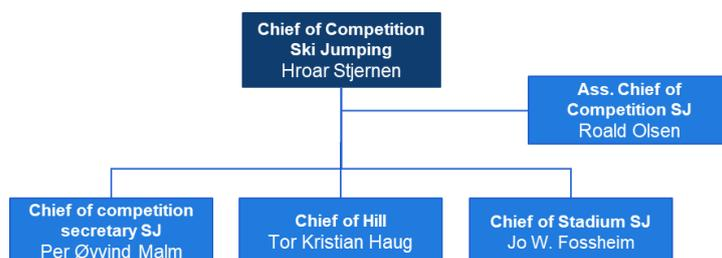 Chief of Competition
Ski Jumping
Hroar Stjernen
Ass. Chief of
Competition SJ
Roald Olsen
Chief of competition
secretary SJ
Per Øyvind Malm
Chief of Hill
Tor Kristian Haug
Chief of Stadium SJ
Jo W. Fossheim